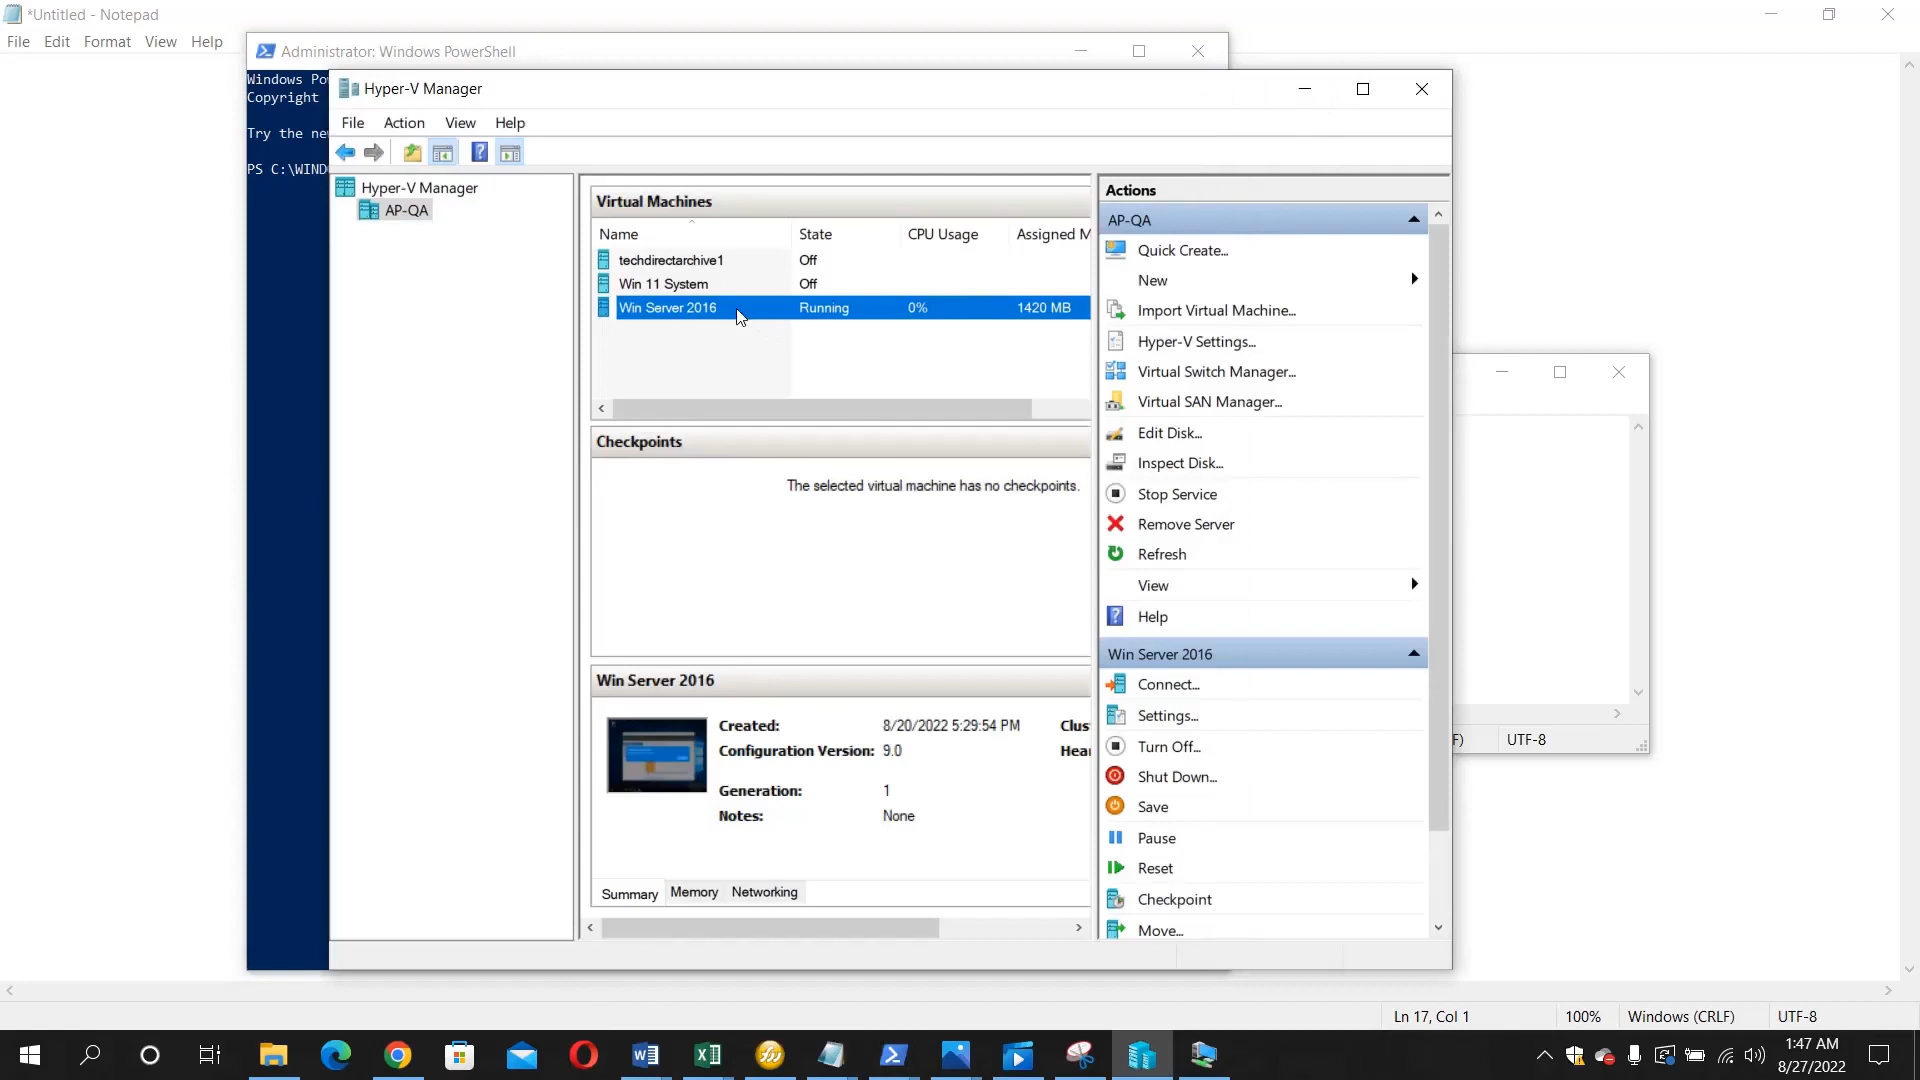 *Untitled - Notepad
File Edit Format View Help
Administrator: Windows PowerShell
Windows Po
Copyright
Try the ne
PS C:\WIND
Hyper-V Manager
File Action View Help
Hyper-V Manager
AP-QA
Virtual Machines
Name State CPU Usage Assigned M
techdirectarchive1 Off
Win 11 System Off
Win Server 2016 Running 0% 1420 MB
Checkpoints
The selected virtual machine has no checkpoints.
Win Server 2016
Created: 8/20/2022 5:29:54 PM Clus
Configuration Version: 9.0 Hea
Generation: 1
Notes: None
Summary Memory Networking
Actions
AP-QA
Quick Create...
New
Import Virtual Machine...
Hyper-V Settings...
Virtual Switch Manager...
Virtual SAN Manager...
Edit Disk...
Inspect Disk...
Stop Service
Remove Server
Refresh
View
Help
Win Server 2016
Connect...
Settings...
Turn Off...
Shut Down...
Save
Pause
Reset
Checkpoint
Move...
F) UTF-8
Ln 17, Col 1 100% Windows (CRLF) UTF-8
1:47 AM
8/27/2022